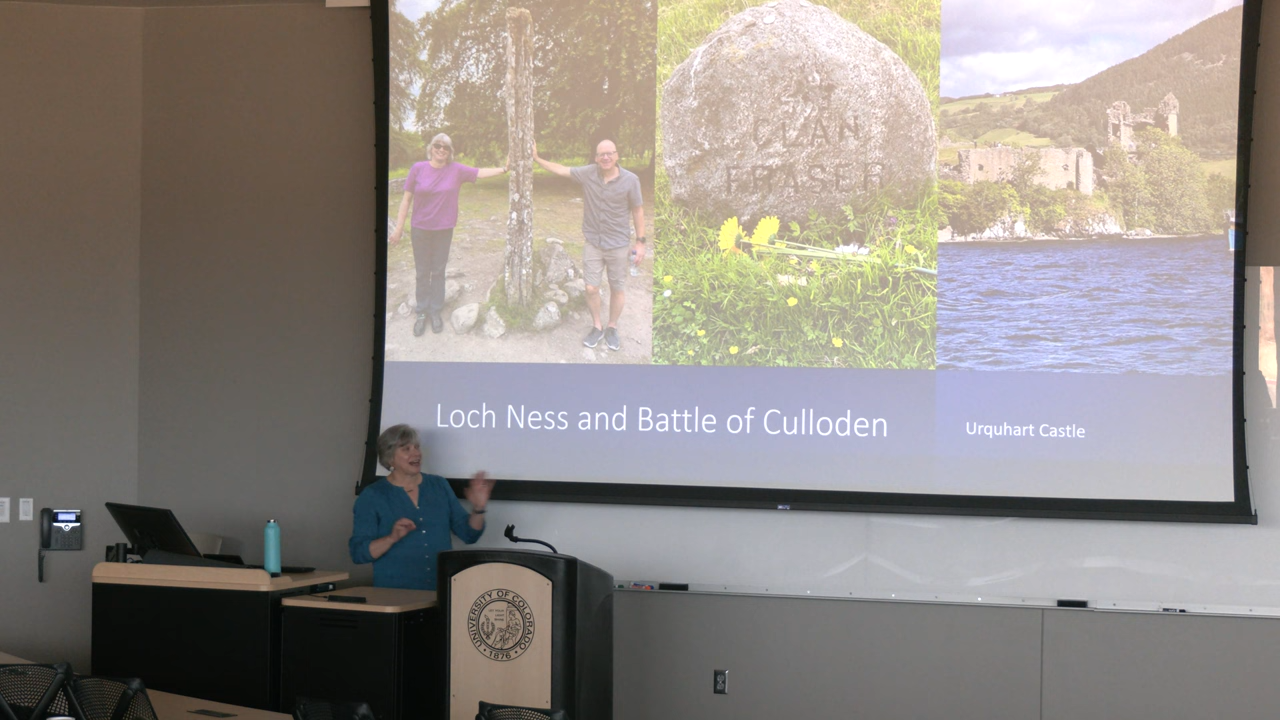 CLAN
FRASER
Loch Ness and Battle of Culloden
Urquhart Castle
UNIVERSITY OF COLORADO
1876